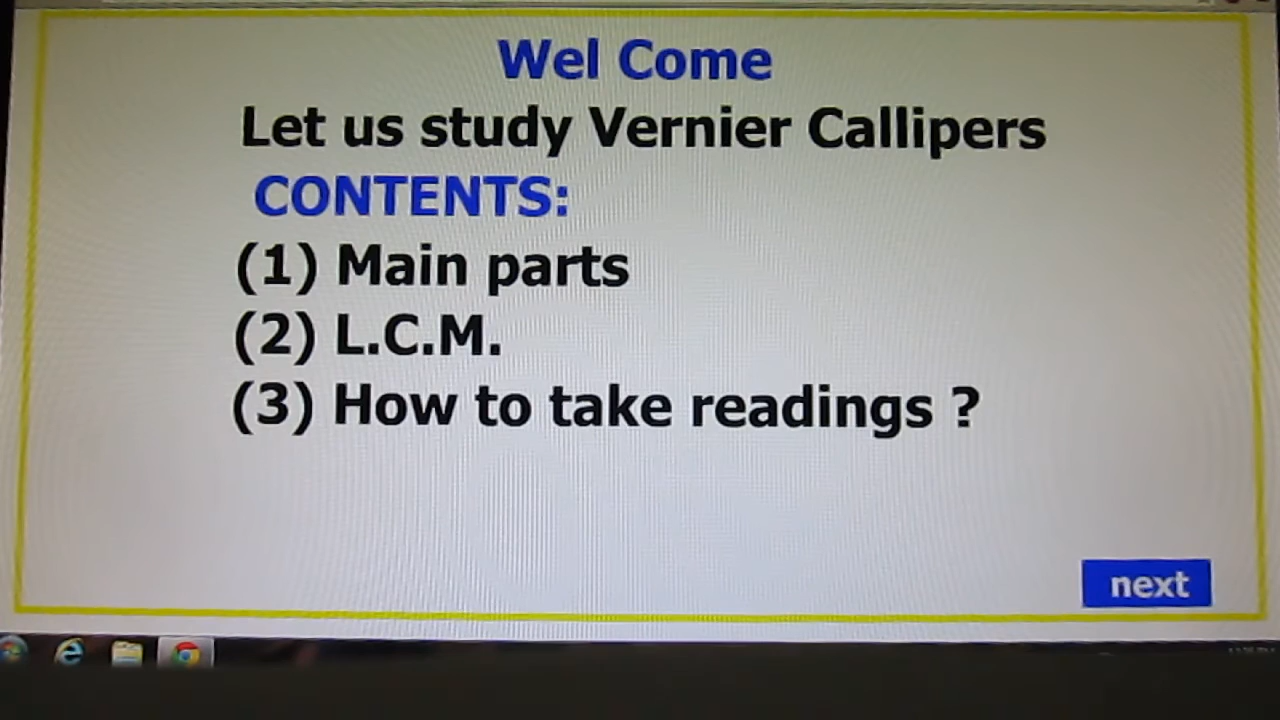 Wel Come
Let us study Vernier Callipers
CONTENTS:
(1) Main parts
(2) L.C.M.
(3) How to take readings ?
next